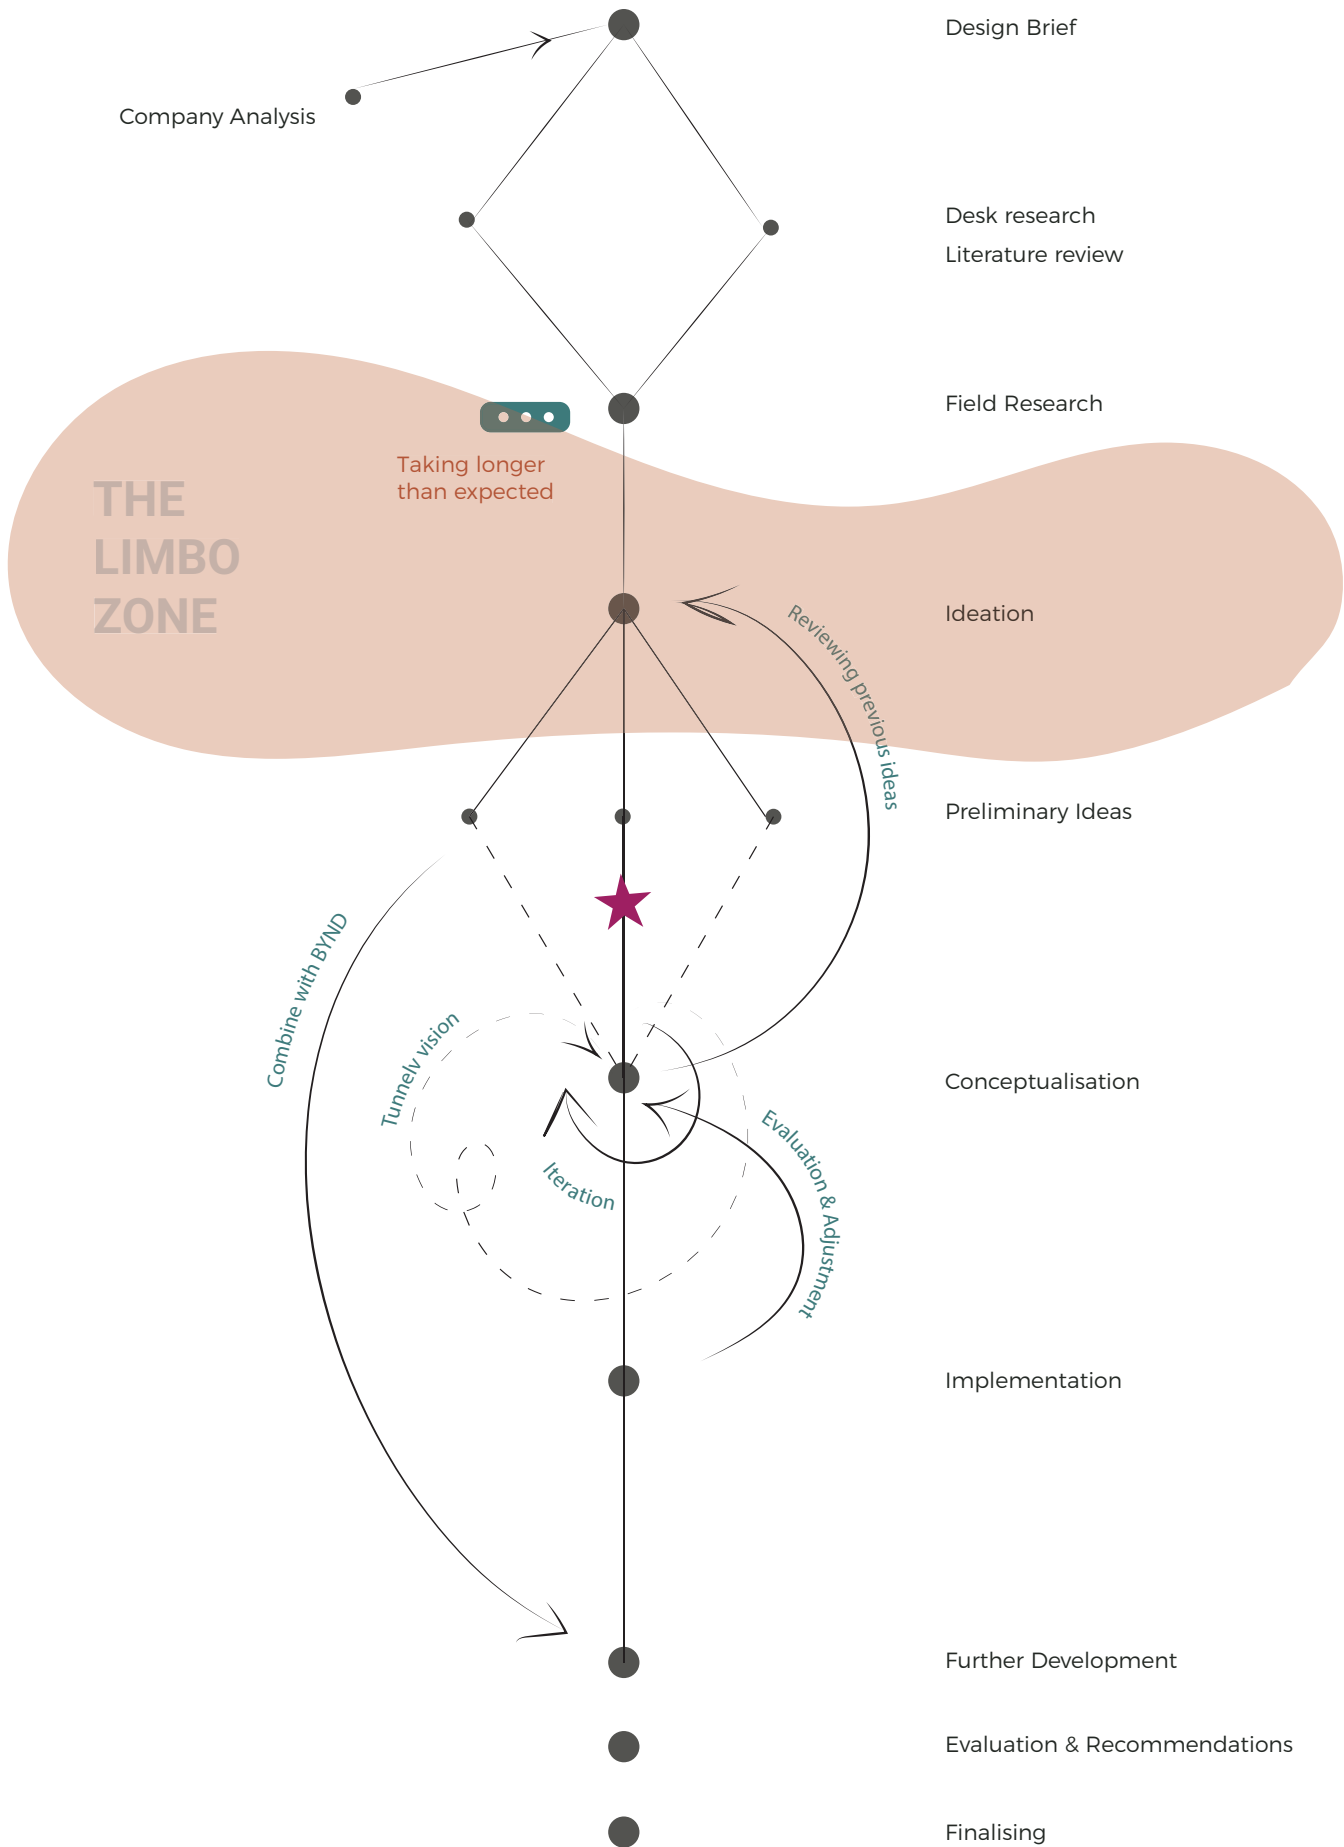 Design Brief
Company Analysis
Desk research
Literature review
Field Research
Taking longer
than expected
THE
LIMBO
ZONE
Ideation
Reviewing previous ideas
Preliminary Ideas
Combine with BYND
Tunnelv vision
Conceptualisation
Evaluation & Adjustment
Iteration
Implementation
Further Development
Evaluation & Recommendations
Finalising